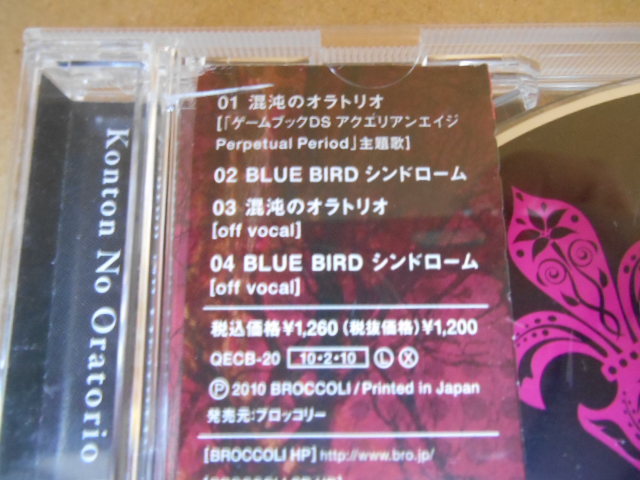 Konton No Oratorio
01 混沌のオラトリオ
[「ゲームブックDS アクエリアンエイジ
Perpetual Period」主題歌]
02 BLUE BIRD シンドローム
03 混沌のオラトリオ
[off vocal]
04 BLUE BIRD シンドローム
[off vocal]
税込価格¥1,260 (税抜価格)¥1,200
QECB-20 10・2・10 Ⓛ Ⓧ
Ⓟ 2010 BROCCOLI / Printed in Japan
発売元:ブロッコリー
[BROCCOLI HP] http://www.bro.jp/